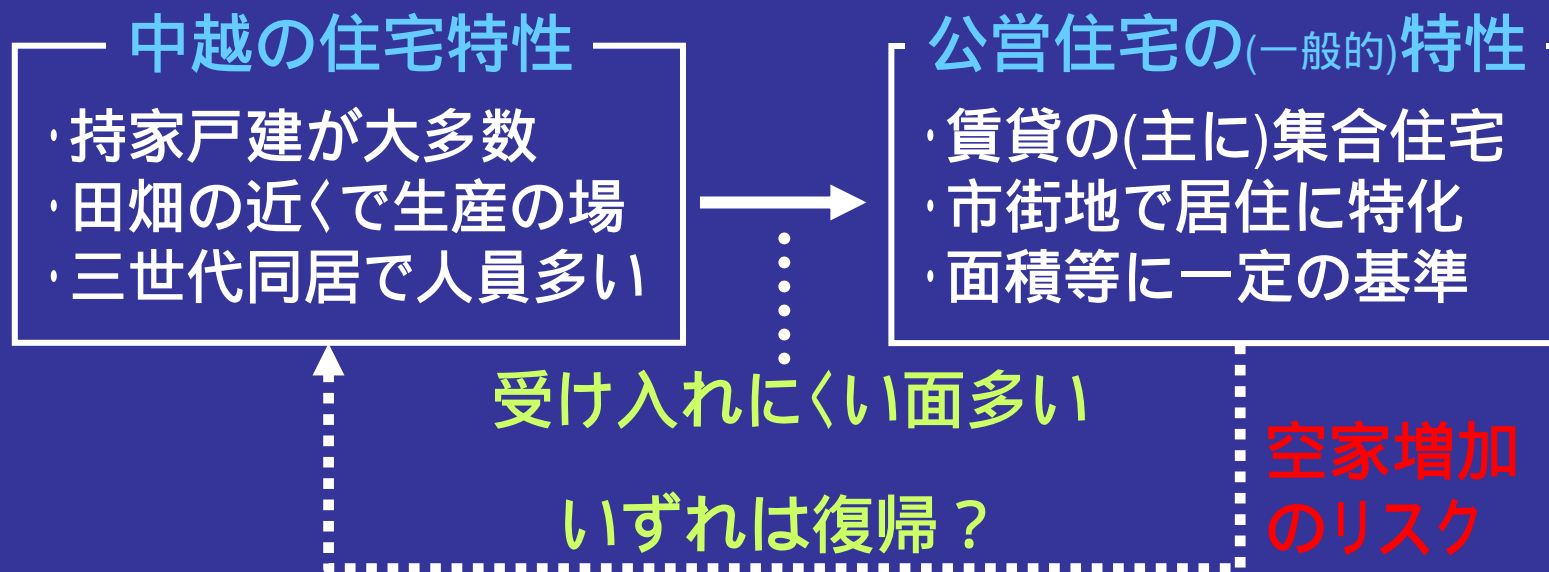 中越の住宅特性
・持家戸建が大多数
・田畑の近くで生産の場
・三世代同居で人員多い
公営住宅の(一般的)特性
・賃貸の(主に)集合住宅
・市街地で居住に特化
・面積等に一定の基準
受け入れにくい面多い
いずれは復帰？
空家増加
のリスク